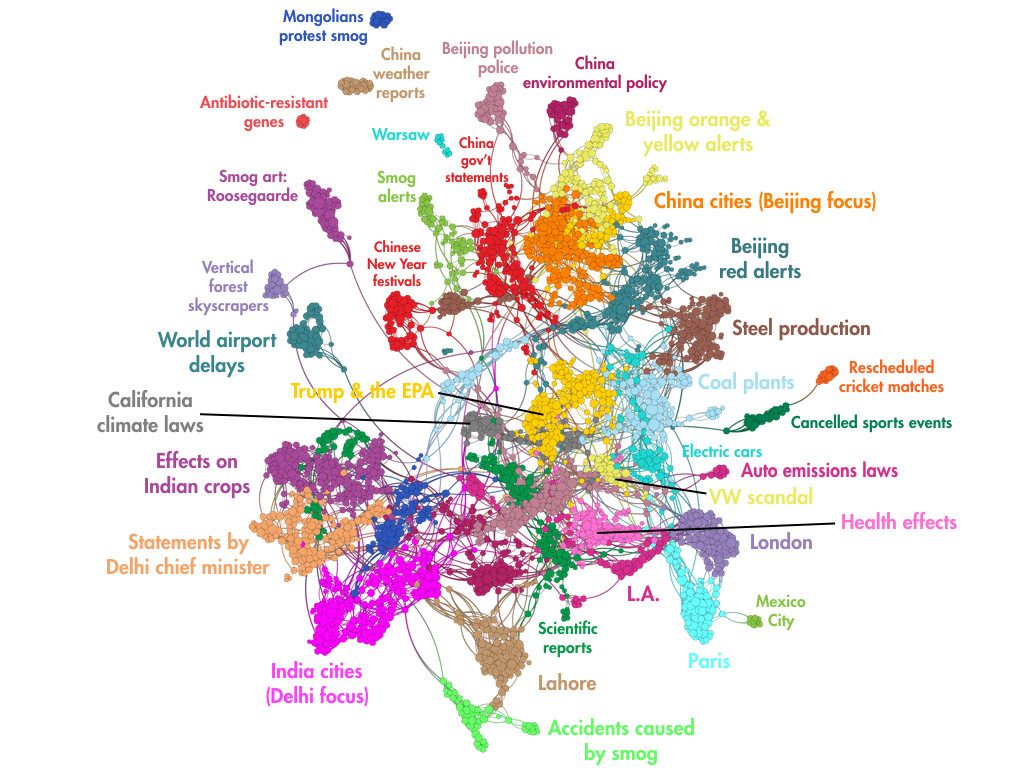 Mongolians
protest smog
China
weather
reports
Beijing pollution
police
China
environmental policy
Antibiotic-resistant
genes
Warsaw
China
gov't
statements
Beijing orange &
yellow alerts
Smog art:
Roosegaarde
Smog
alerts
China cities (Beijing focus)
Chinese
New Year
festivals
Beijing
red alerts
Vertical
forest
skyscrapers
World airport
delays
Steel production
Trump & the EPA
Coal plants
Rescheduled
cricket matches
California
climate laws
Cancelled sports events
Electric cars
Effects on
Indian crops
Auto emissions laws
VW scandal
Health effects
Statements by
Delhi chief minister
London
L.A.
Mexico
City
Scientific
reports
Paris
India cities
(Delhi focus)
Lahore
Accidents caused
by smog